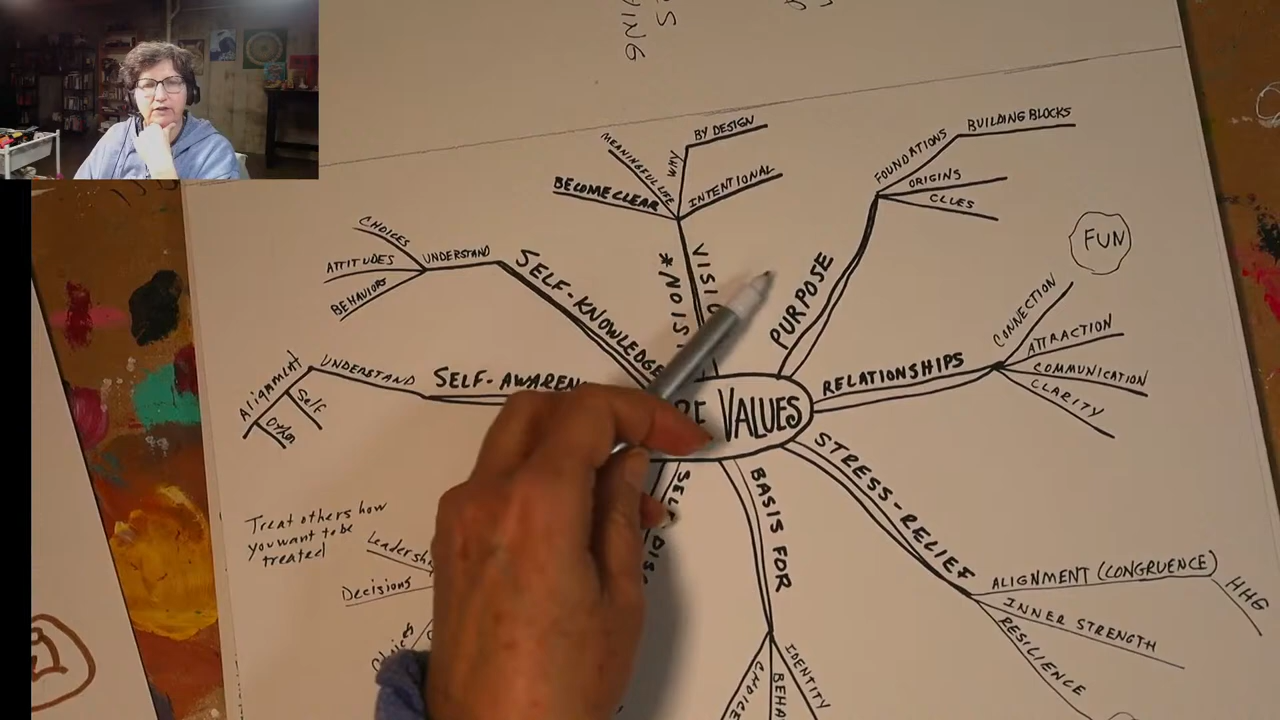 BY DESIGN
WHY
INTENTIONAL
MEANINGFUL LIFE
BECOME CLEAR
VISION
*
BUILDING BLOCKS
FOUNDATIONS
ORIGINS
CLUES
PURPOSE
FUN
CHOICES
ATTITUDES
BEHAVIORS
UNDERSTAND
SELF-KNOWLEDGE
CONNECTION
ATTRACTION
COMMUNICATION
CLARITY
RELATIONSHIPS
Alignment
Self
Other
UNDERSTAND
VALUES
STRESS-RELIEF
ALIGNMENT (CONGRUENCE)
HHG
INNER STRENGTH
RESILIENCE
BASIS FOR
IDENTITY
Treat others how
you want to be
treated
Decisions